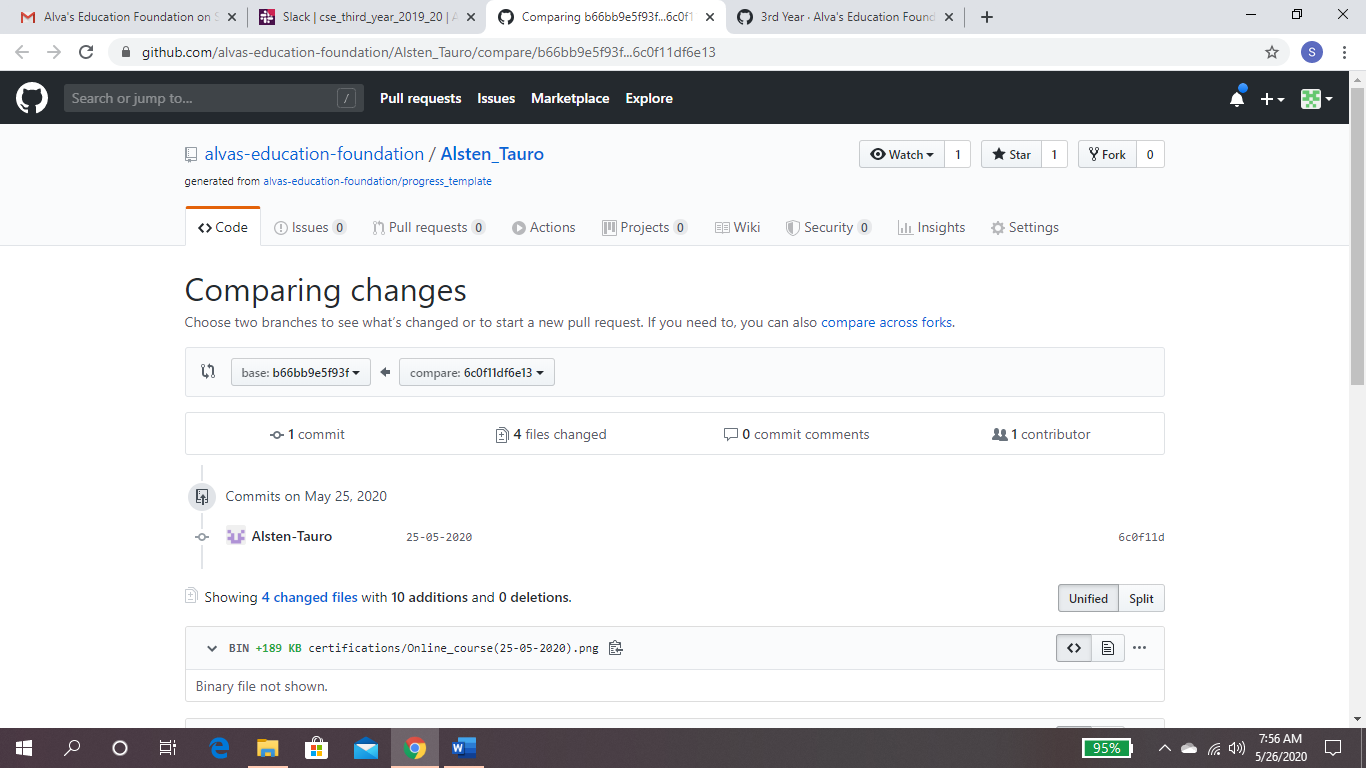 Alva's Education Foundation on S
Slack | cse_third_year_2019_20 | A
Comparing b66bb9e5f93f...6c0f1
3rd Year · Alva's Education Found
github.com/alvas-education-foundation/Alsten_Tauro/compare/b66bb9e5f93f...6c0f11df6e13
S
Search or jump to... /
Pull requests Issues Marketplace Explore
alvas-education-foundation / Alsten_Tauro
Watch 1 Star 1 Fork 0
generated from alvas-education-foundation/progress_template
Code Issues 0 Pull requests 0 Actions Projects 0 Wiki Security 0 Insights Settings
Comparing changes
Choose two branches to see what's changed or to start a new pull request. If you need to, you can also compare across forks.
base: b66bb9e5f93f compare: 6c0f11df6e13
1 commit 4 files changed 0 commit comments 1 contributor
Commits on May 25, 2020
Alsten-Tauro 25-05-2020 6c0f11d
Showing 4 changed files with 10 additions and 0 deletions.
Unified Split
BIN +189 KB certifications/Online_course(25-05-2020).png
Binary file not shown.
95%
7:56 AM
5/26/2020